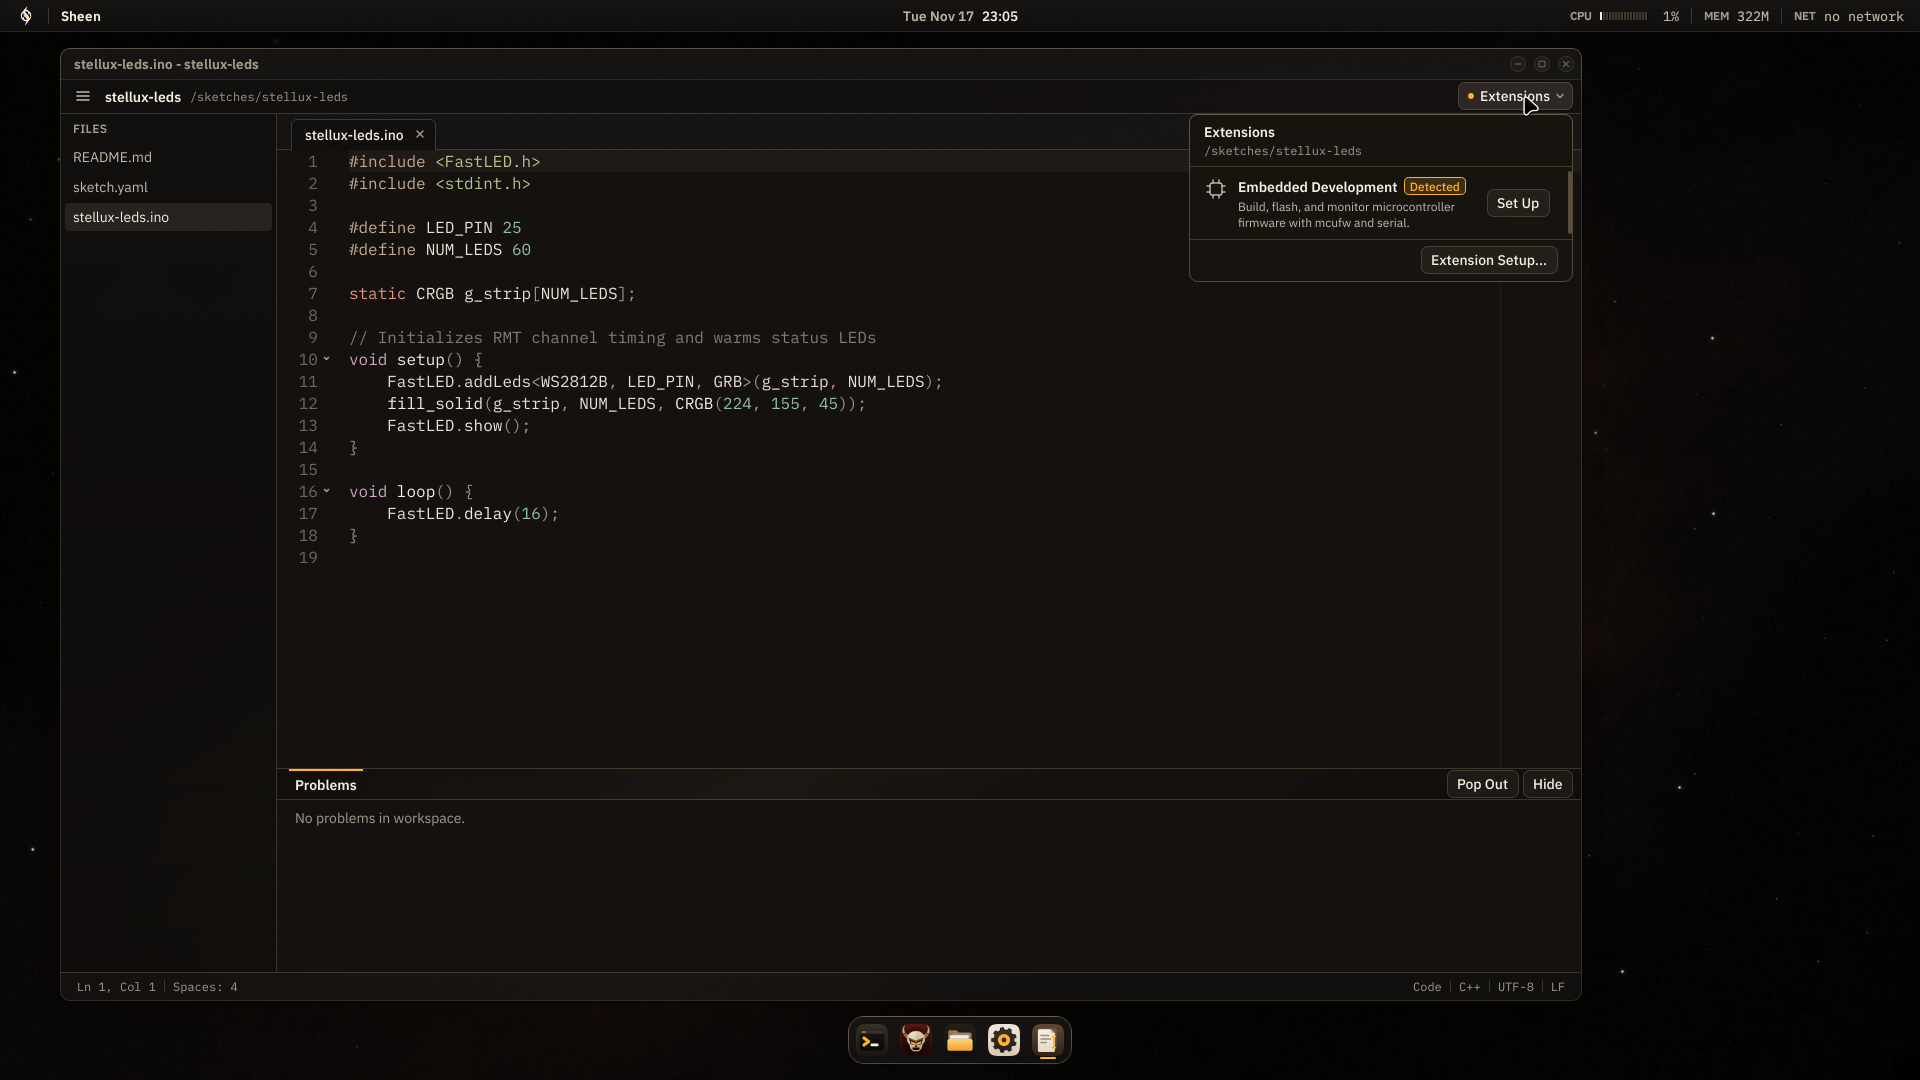 Sheen
Tue Nov 17 23:05
CPU 1% MEM 322M NET no network
stellux-leds.ino - stellux-leds
stellux-leds /sketches/stellux-leds
Extensions
FILES
README.md
sketch.yaml
stellux-leds.ino
stellux-leds.ino
1 #include <FastLED.h>
2 #include <stdint.h>
3
4 #define LED_PIN 25
5 #define NUM_LEDS 60
6
7 static CRGB g_strip[NUM_LEDS];
8
9 // Initializes RMT channel timing and warms status LEDs
10 void setup() {
11     FastLED.addLeds<WS2812B, LED_PIN, GRB>(g_strip, NUM_LEDS);
12     fill_solid(g_strip, NUM_LEDS, CRGB(224, 155, 45));
13     FastLED.show();
14 }
15
16 void loop() {
17     FastLED.delay(16);
18 }
19
Extensions
/sketches/stellux-leds
Embedded Development Detected
Build, flash, and monitor microcontroller
firmware with mcufw and serial.
Set Up
Extension Setup...
Problems
Pop Out Hide
No problems in workspace.
Ln 1, Col 1 Spaces: 4
Code C++ UTF-8 LF